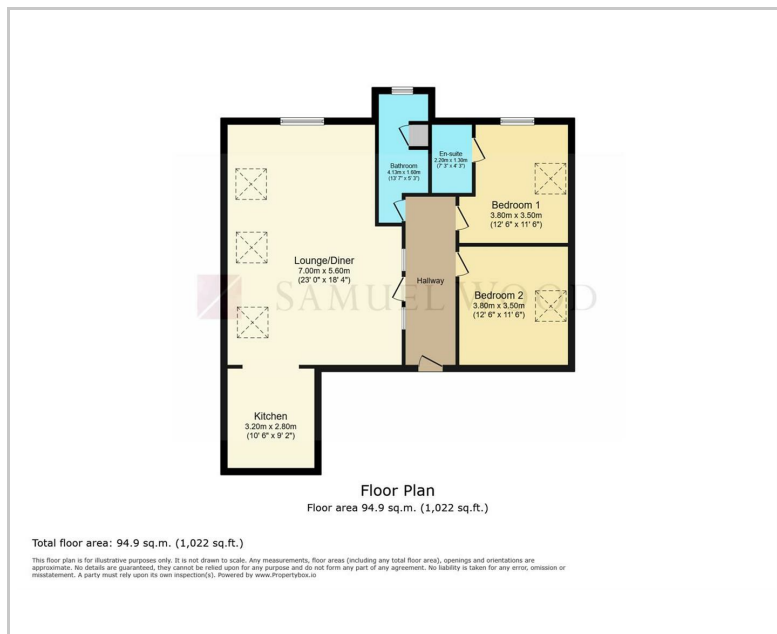 Bathroom
4.13m x 1.60m
(13' 7" x 5' 3")
En-suite
2.20m x 1.30m
(7' 3" x 4' 3")
Bedroom 1
3.80m x 3.50m
(12' 6" x 11' 6")
Lounge/Diner
7.00m x 5.60m
(23' 0" x 18' 4")
Hallway
SAMUEL WOOD
Bedroom 2
3.80m x 3.50m
(12' 6" x 11' 6")
Kitchen
3.20m x 2.80m
(10' 6" x 9' 2")
Floor Plan
Floor area 94.9 sq.m. (1,022 sq.ft.)
Total floor area: 94.9 sq.m. (1,022 sq.ft.)
This floor plan is for illustrative purposes only. It is not drawn to scale. Any measurements, floor areas (including any total floor area), openings and orientations are
approximate. No details are guaranteed, they cannot be relied upon for any purpose and do not form any part of any agreement. No liability is taken for any error, omission or
misstatement. A party must rely upon its own inspection(s). Powered by www.Propertybox.io